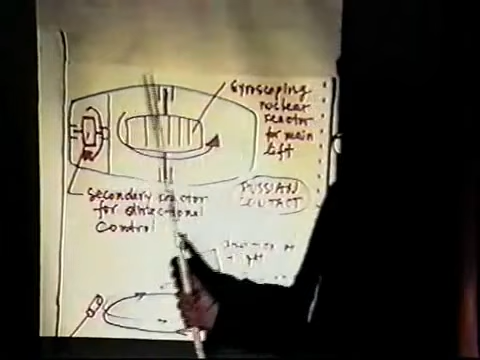 Gyroscoping
nuclear
reactor
for main
lift
RUSSIAN
CONTACT
secondary reactor
for directional
control